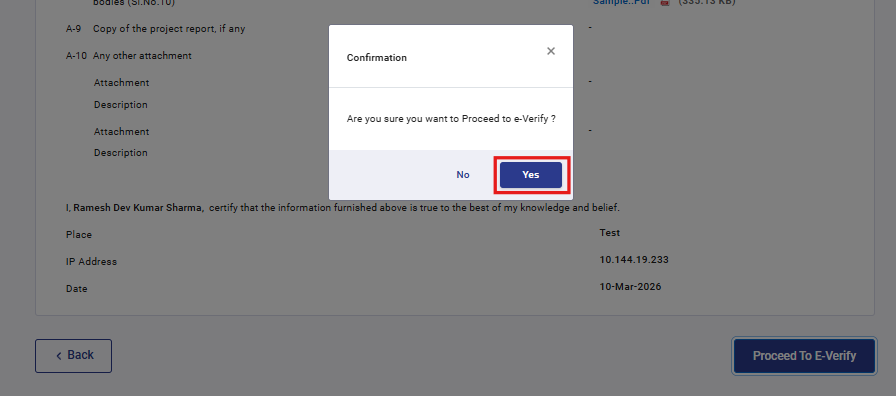 bodies (Sl.No.10)
Sample..Pdf (335.13 KB)
A-9 Copy of the project report, if any -
A-10 Any other attachment
Attachment -
Description
Attachment -
Description
Confirmation ×
Are you sure you want to Proceed to e-Verify ?
No Yes
I, Ramesh Dev Kumar Sharma, certify that the information furnished above is true to the best of my knowledge and belief.
Place Test
IP Address 10.144.19.233
Date 10-Mar-2026
Back Proceed To E-Verify